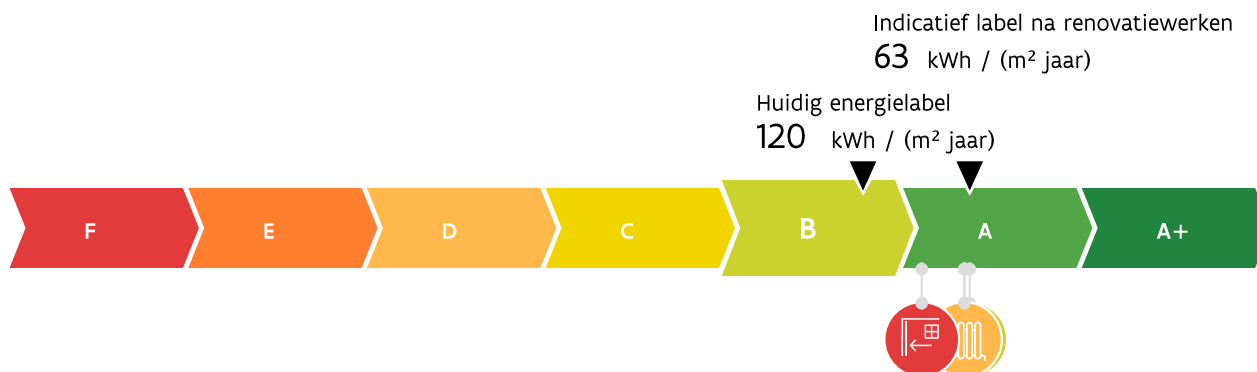 Indicatief label na renovatiewerken
63 kWh / (m² jaar)
Huidig energielabel
120 kWh / (m² jaar)
F E D C B A A+